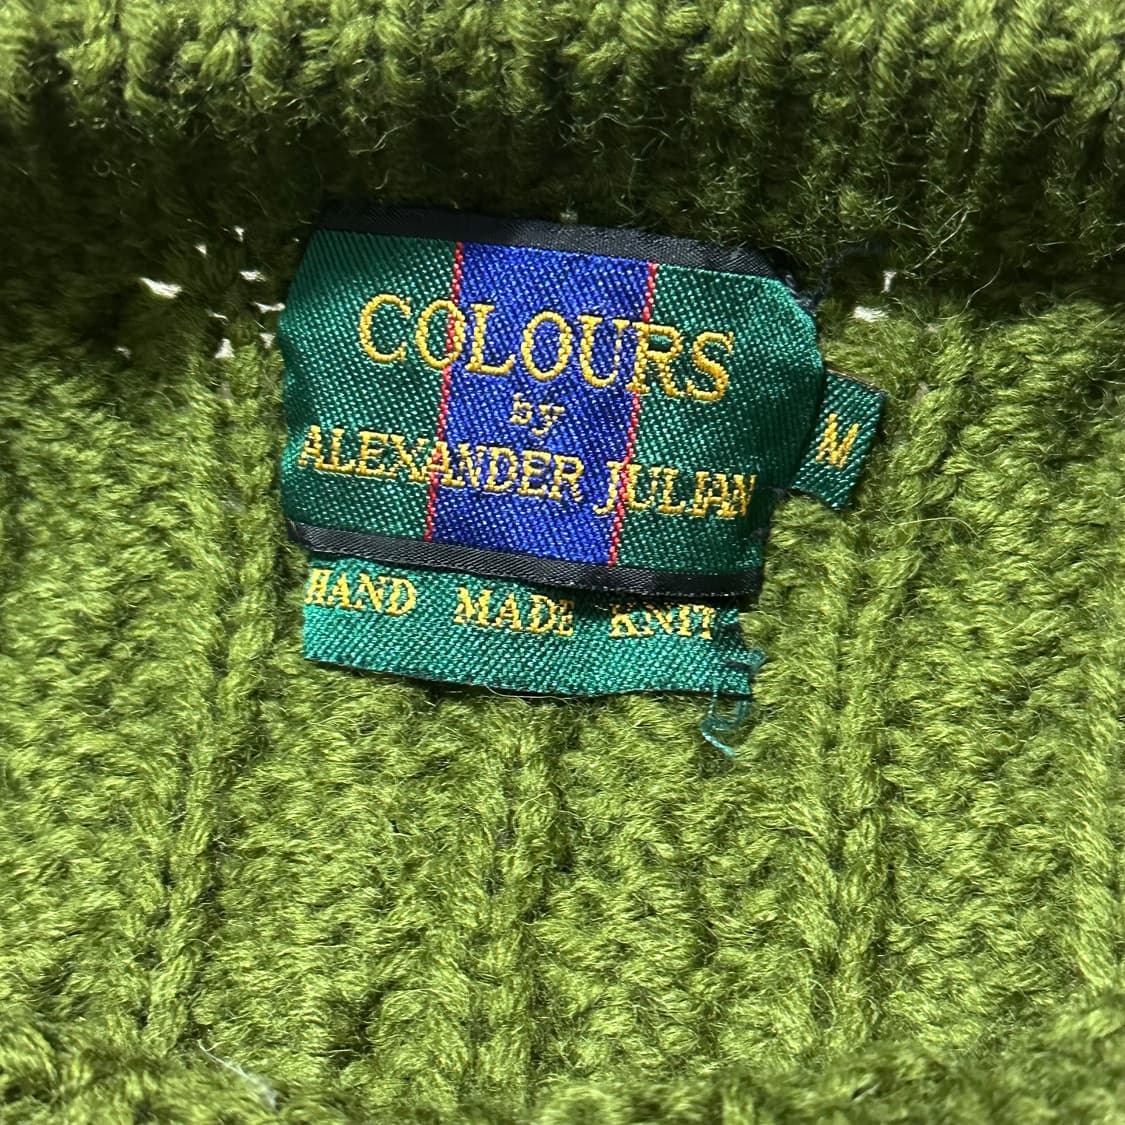 COLOURS
by
ALEXANDER JULIAN
M
HAND MADE KNIT